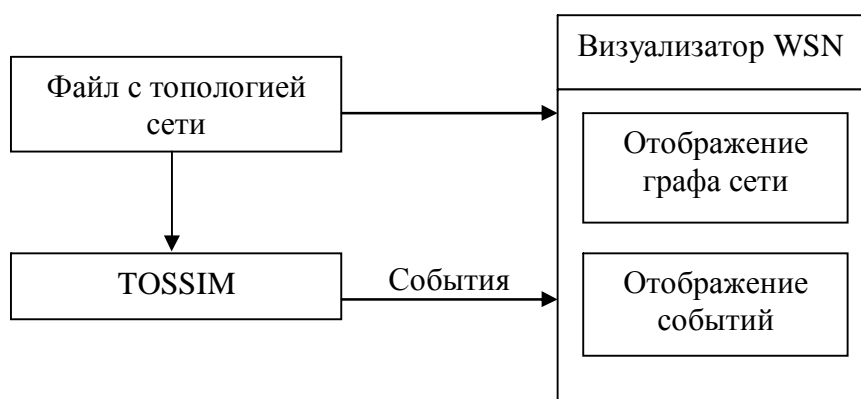 Визуализатор WSN
Файл с топологией
сети
Отображение
графа сети
TOSSIM
События
Отображение
событий